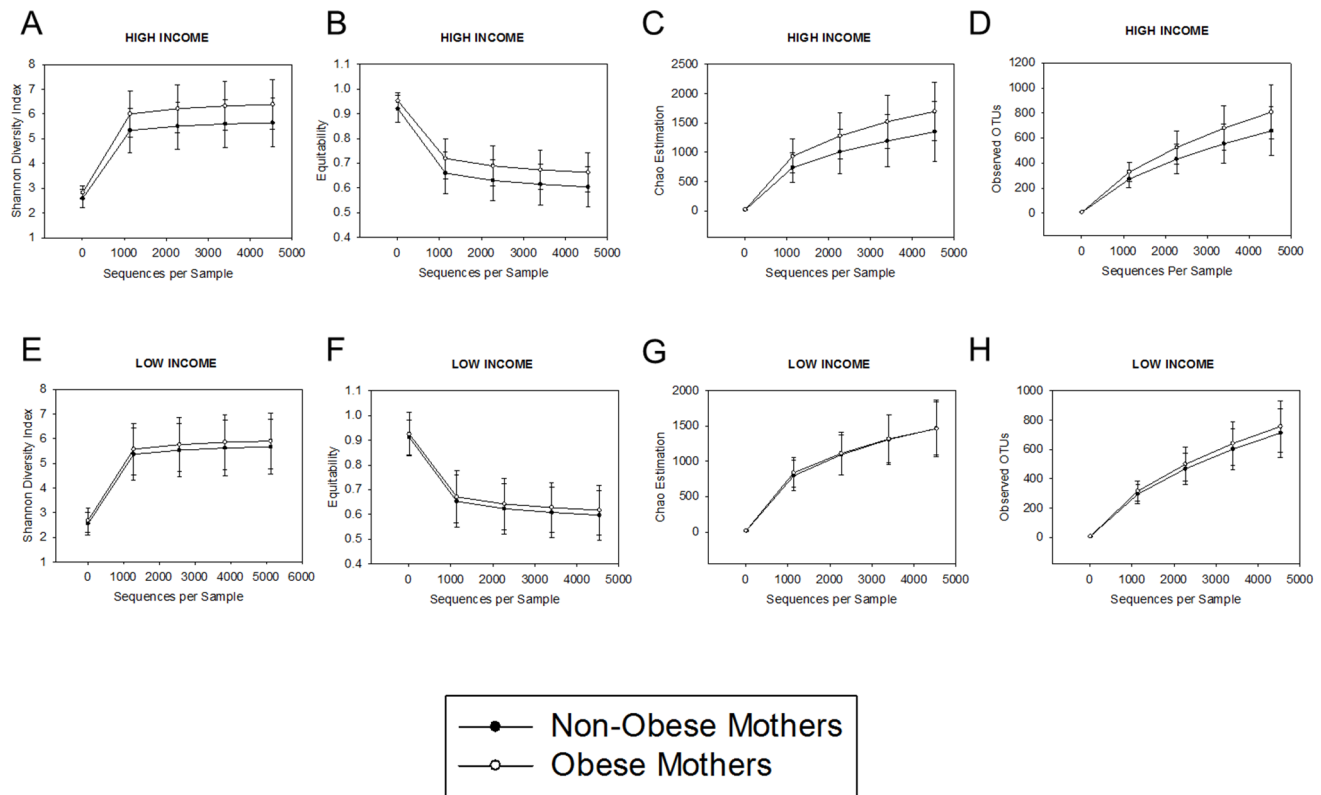 A
HIGH INCOME
Shannon Diversity Index
8
7
6
5
4
3
2
1
0 1000 2000 3000 4000 5000
Sequences per Sample
B
HIGH INCOME
Equitability
1.1
1.0
0.9
0.8
0.7
0.6
0.5
0.4
0 1000 2000 3000 4000 5000
Sequences per Sample
C
HIGH INCOME
Chao Estimation
2500
2000
1500
1000
500
0
0 1000 2000 3000 4000 5000
Sequences per Sample
D
HIGH INCOME
Observed OTUs
1200
1000
800
600
400
200
0
0 1000 2000 3000 4000 5000
Sequences Per Sample
E
LOW INCOME
Shannon Diversity Index
8
7
6
5
4
3
2
1
0 1000 2000 3000 4000 5000 6000
Sequences per Sample
F
LOW INCOME
Equitability
1.1
1.0
0.9
0.8
0.7
0.6
0.5
0.4
0 1000 2000 3000 4000 5000
Sequences per Sample
G
LOW INCOME
Chao Estimation
2000
1500
1000
500
0
0 1000 2000 3000 4000 5000
Sequences per Sample
H
LOW INCOME
Observed OTUs
1000
800
600
400
200
0
0 1000 2000 3000 4000 5000
Sequences per Sample
Non-Obese Mothers
Obese Mothers